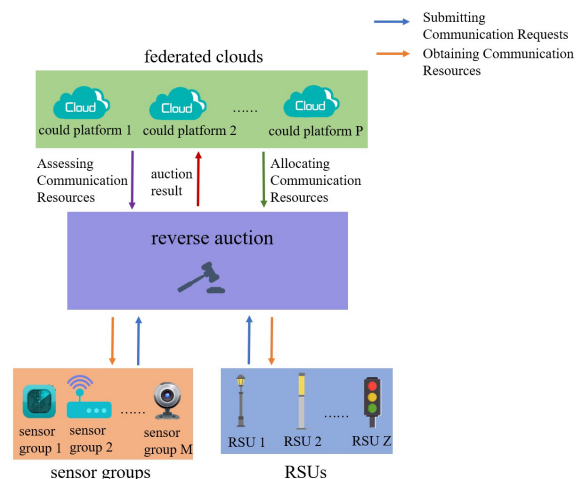 Submitting
Communication Requests
Obtaining Communication
Resources
federated clouds
Cloud
Cloud
Cloud
......
could platform 1
could platform 2
could platform P
Assessing
Communication
Resources
auction
result
Allocating
Communication
Resources
reverse auction
......
sensor
group 1
sensor
group 2
sensor
group M
......
RSU 1
RSU 2
RSU Z
sensor groups
RSUs